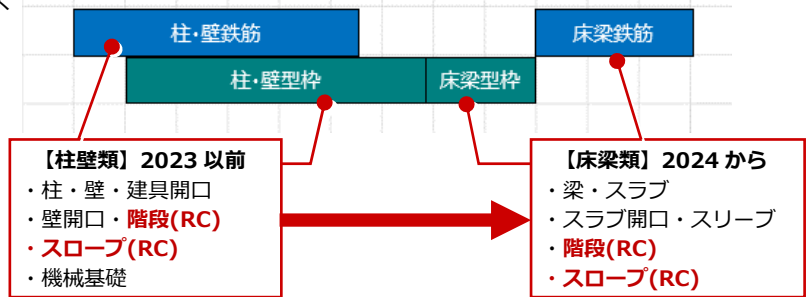 柱・壁鉄筋
床梁鉄筋
柱・壁型枠
床梁型枠
【柱壁類】2023 以前
・柱・壁・建具開口
・壁開口・階段(RC)
・スロープ(RC)
・機械基礎
【床梁類】2024 から
・梁・スラブ
・スラブ開口・スリーブ
・階段(RC)
・スロープ(RC)